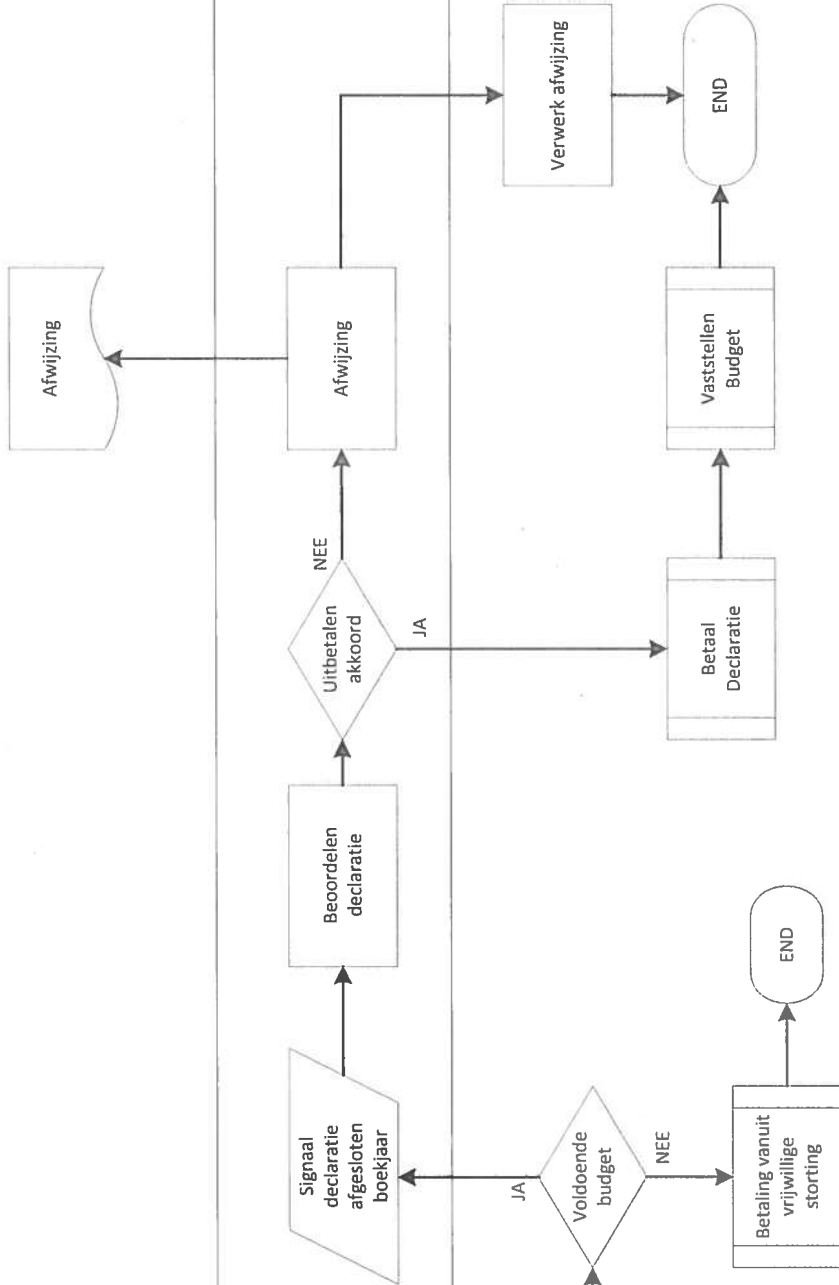 Afwijzing
Signaal
declaratie
afgesloten
boekjaar
Beoordelen
declaratie
Uitbetalen
akkoord
NEE
Afwijzing
JA
Verwerk afwijzing
Voldoende
budget
JA
NEE
Betaling vanuit
vrijwillige
storting
END
Betaal
Declaratie
Vaststellen
Budget
END